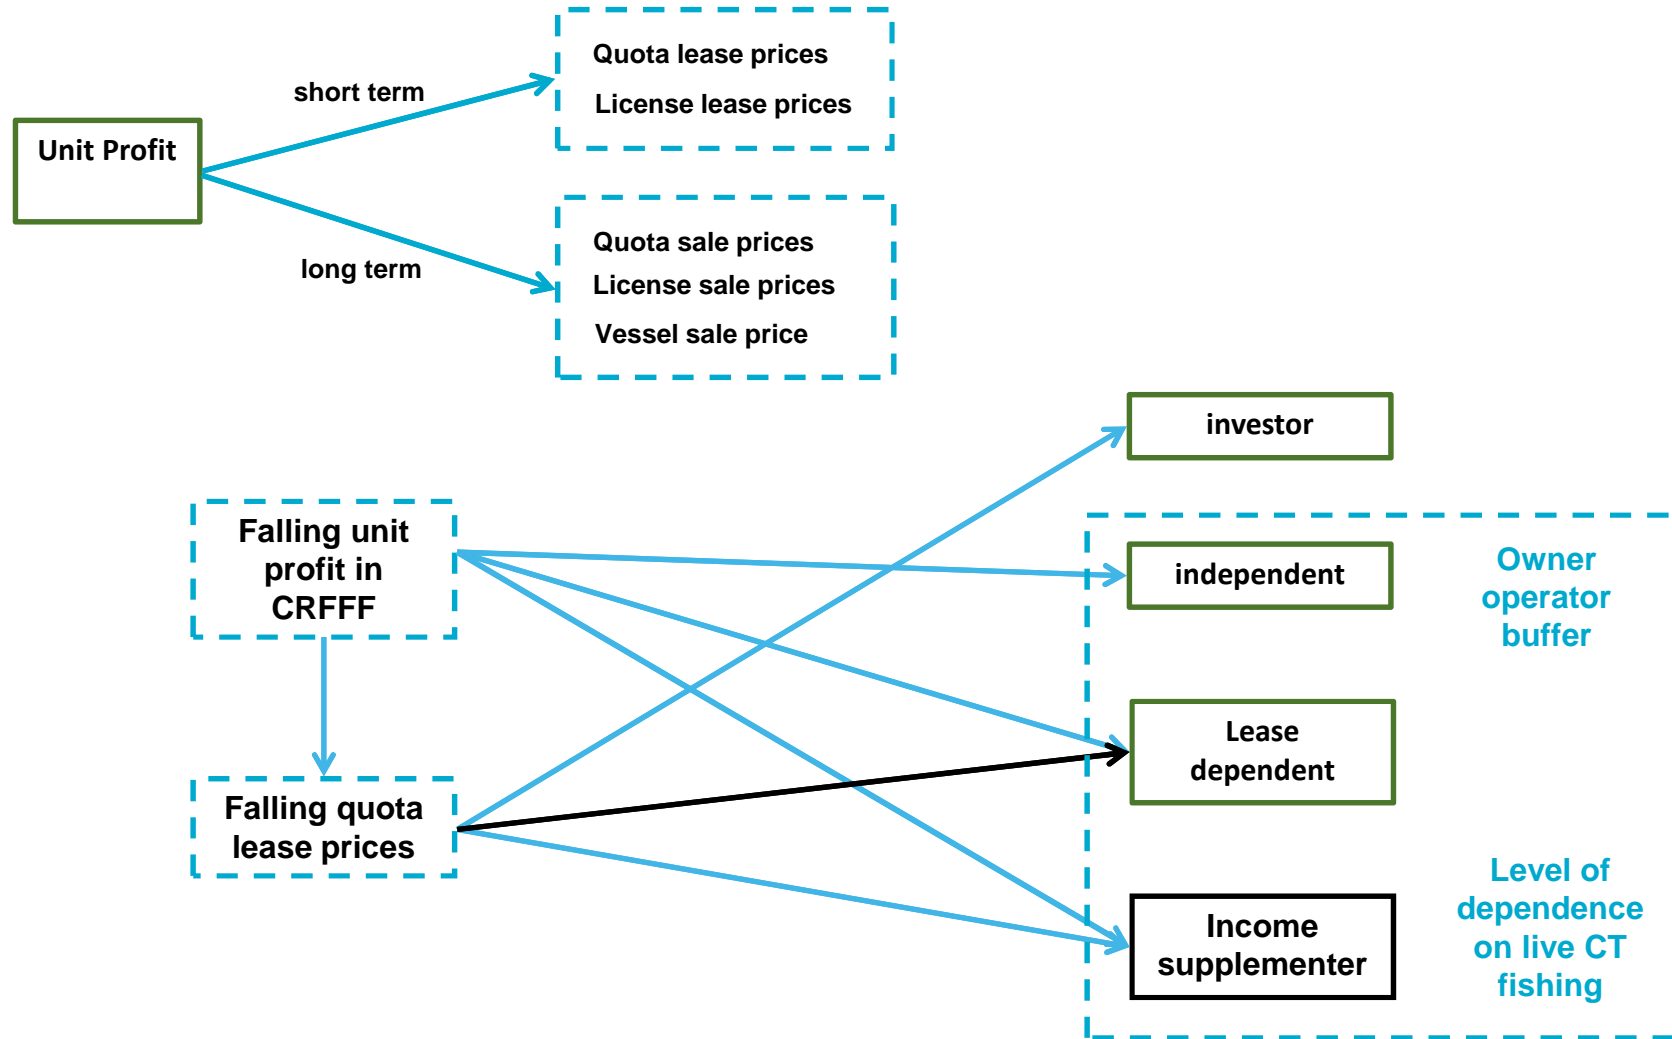 Unit Profit
short term
long term
Quota lease prices
License lease prices
Quota sale prices
License sale prices
Vessel sale price
Falling unit
profit in
CRFFF
Falling quota
lease prices
investor
independent
Lease
dependent
Income
supplementer
Owner
operator
buffer
Level of
dependence
on live CT
fishing